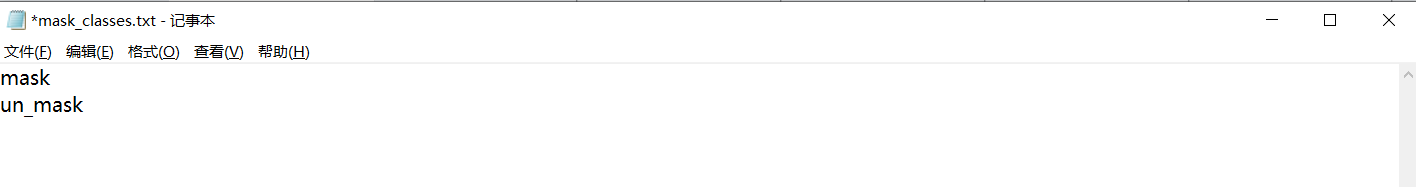 *mask_classes.txt - 记事本
文件(F) 编辑(E) 格式(O) 查看(V) 帮助(H)
mask
un_mask